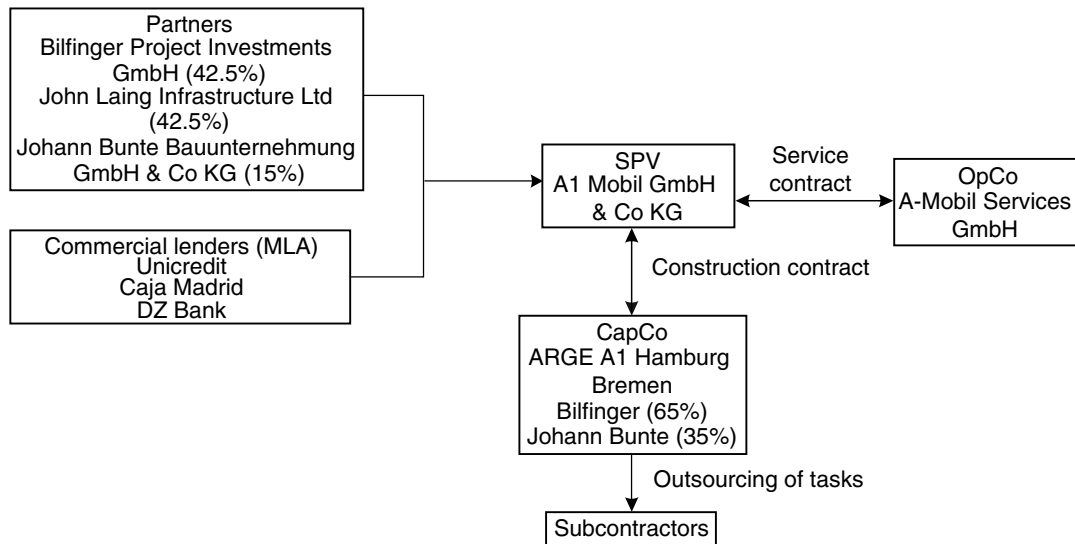 Partners
Bilfinger Project Investments
GmbH (42.5%)
John Laing Infrastructure Ltd
(42.5%)
Johann Bunte Bauunternehmung
GmbH & Co KG (15%)
Commercial lenders (MLA)
Unicredit
Caja Madrid
DZ Bank
SPV
A1 Mobil GmbH
& Co KG
Service
contract
OpCo
A-Mobil Services
GmbH
Construction contract
CapCo
ARGE A1 Hamburg
Bremen
Bilfinger (65%)
Johann Bunte (35%)
Outsourcing of tasks
Subcontractors